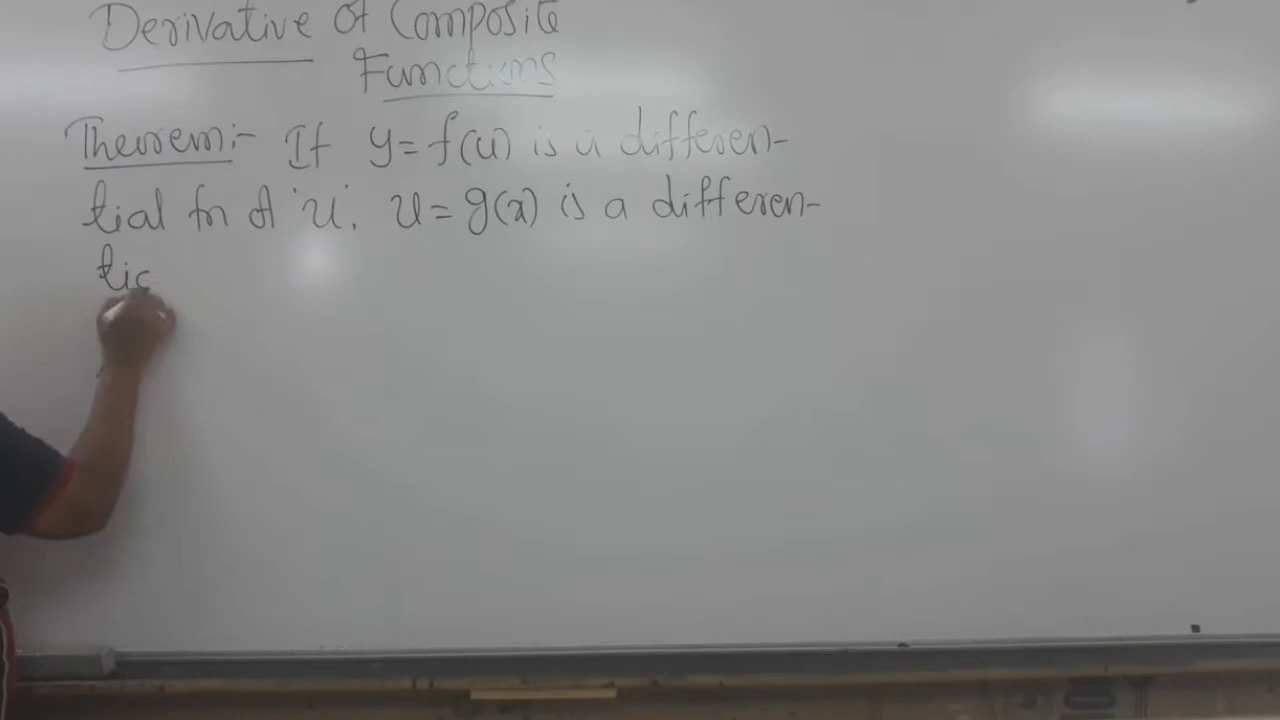 Derivative of Composite
Functions
Theorem:- If y = f(u) is a differen-
tial fn of 'u'. u = g(x) is a differen-
tia